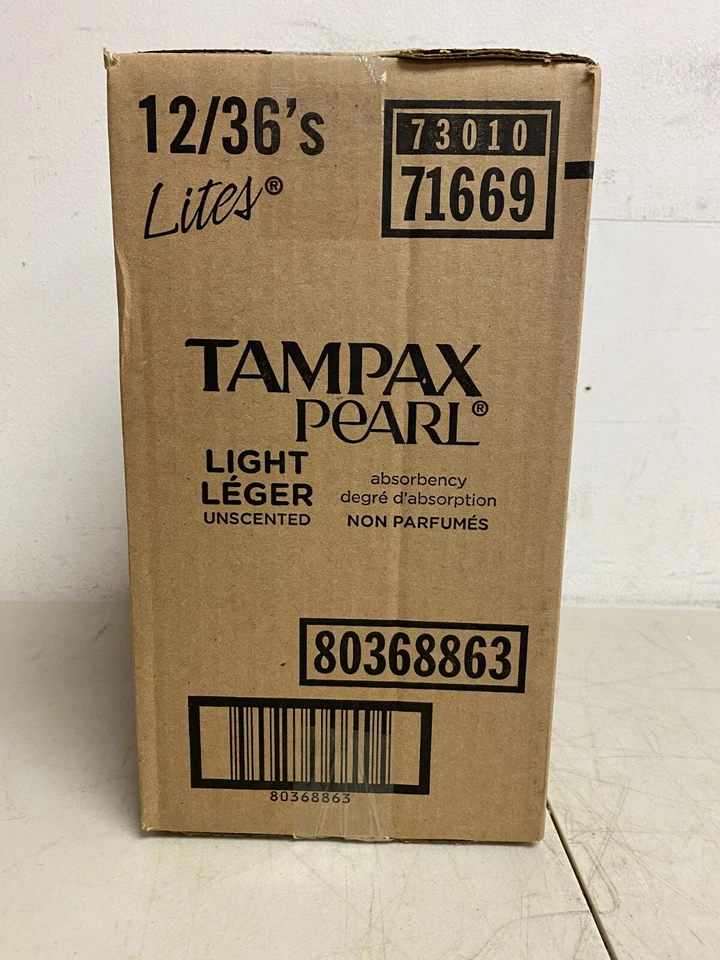 12/36's
Lites®
73010
71669
TAMPAX
PEARL®
LIGHT
LÉGER
UNSCENTED
absorbency
degré d'absorption
NON PARFUMÉS
80368863
80368863